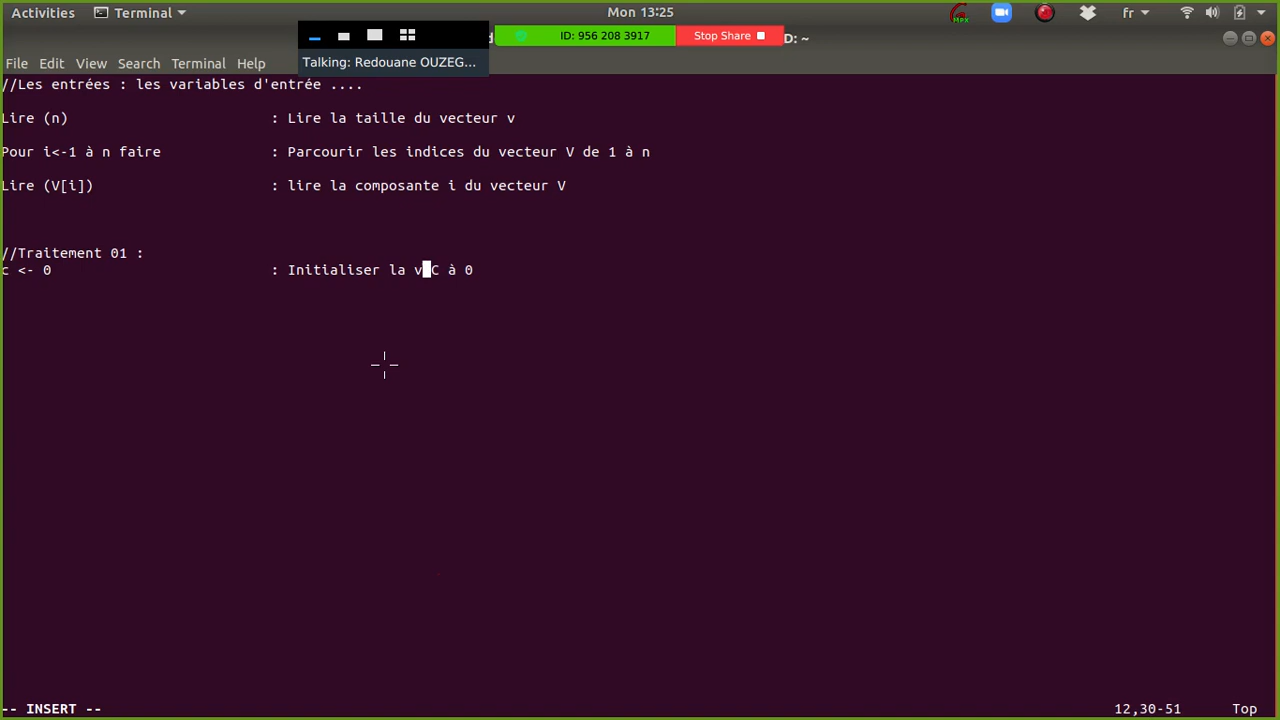 Activities Terminal Mon 13:25 fr
ID: 956 208 3917 Stop Share D: ~
Talking: Redouane OUZEG...
File Edit View Search Terminal Help
//Les entrées : les variables d'entrée ....
Lire (n) : Lire la taille du vecteur v
Pour i<-1 à n faire : Parcourir les indices du vecteur V de 1 à n
Lire (V[i]) : lire la composante i du vecteur V
//Traitement 01 :
c <- 0 : Initialiser la v C à 0
-- INSERT -- 12,30-51 Top